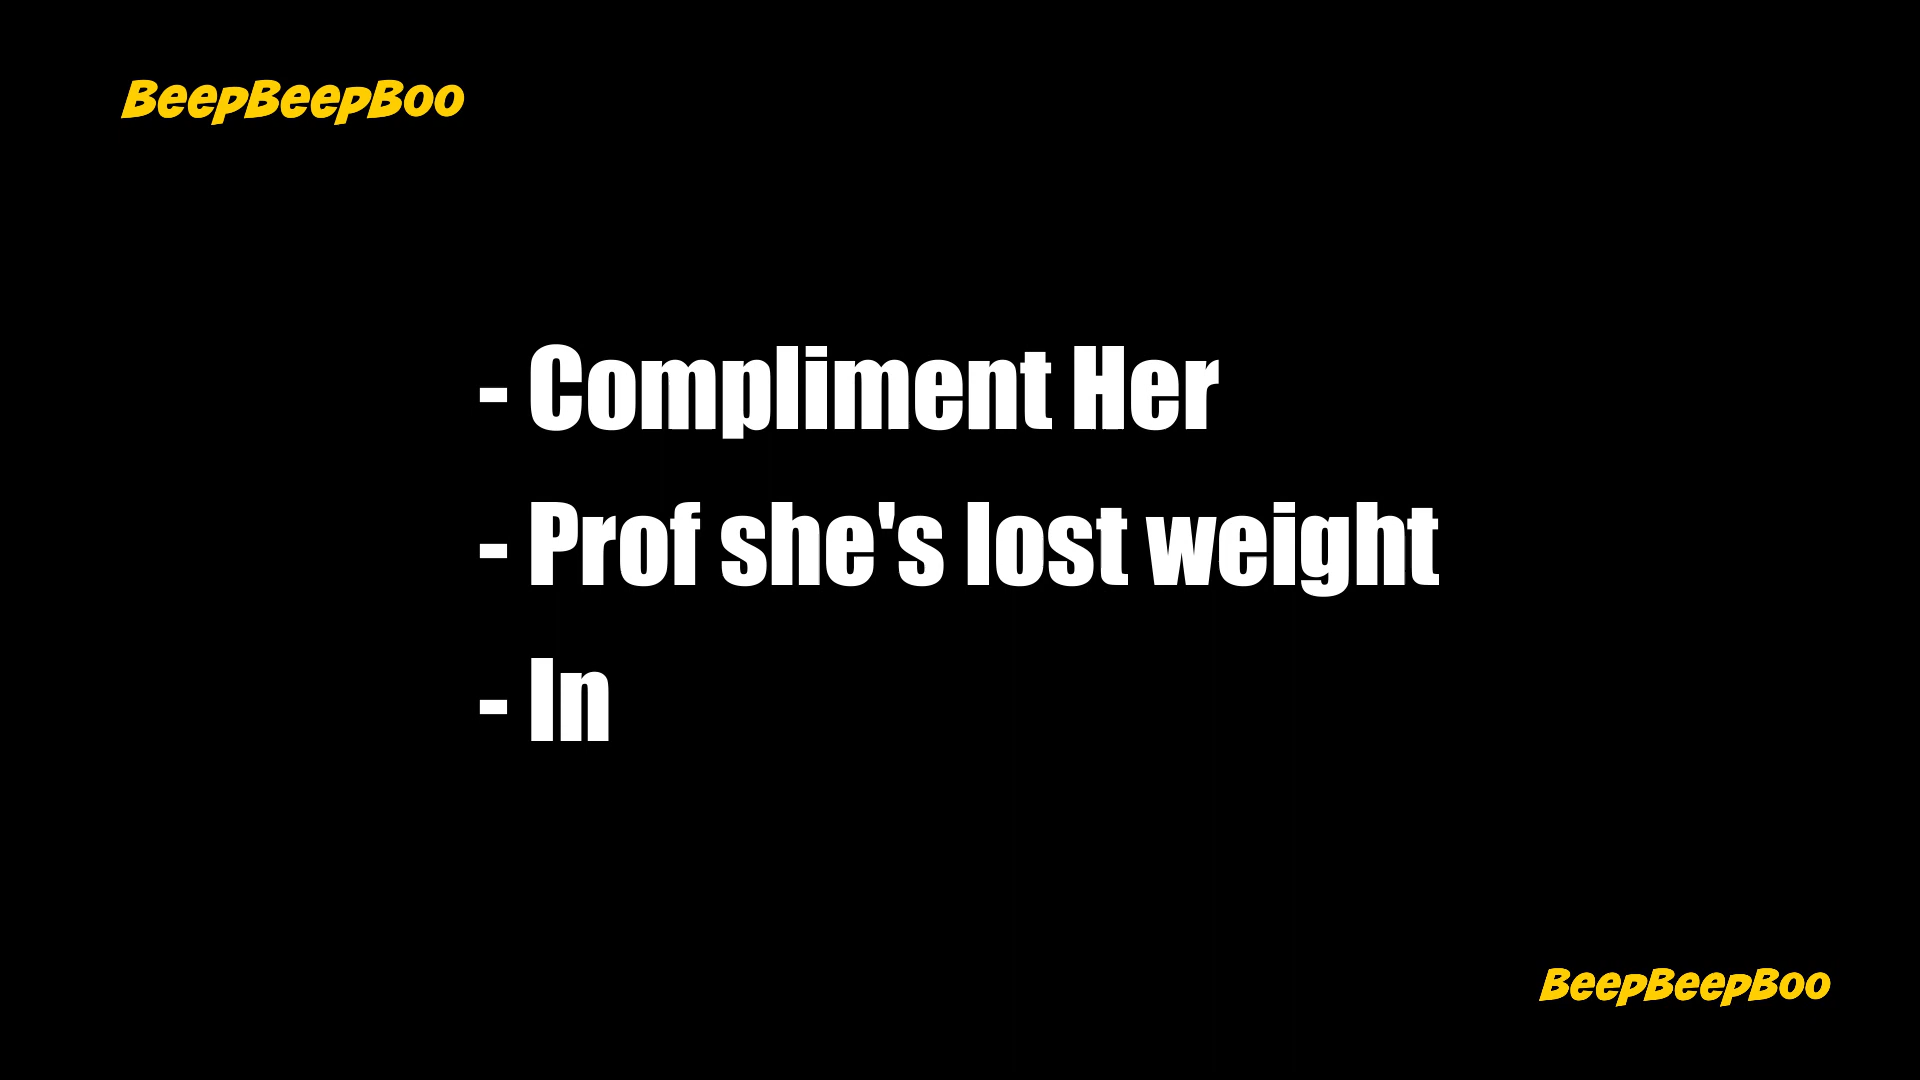 BeepBeepBoo
- Compliment Her
- Prof she's lost weight
- In
BeepBeepBoo